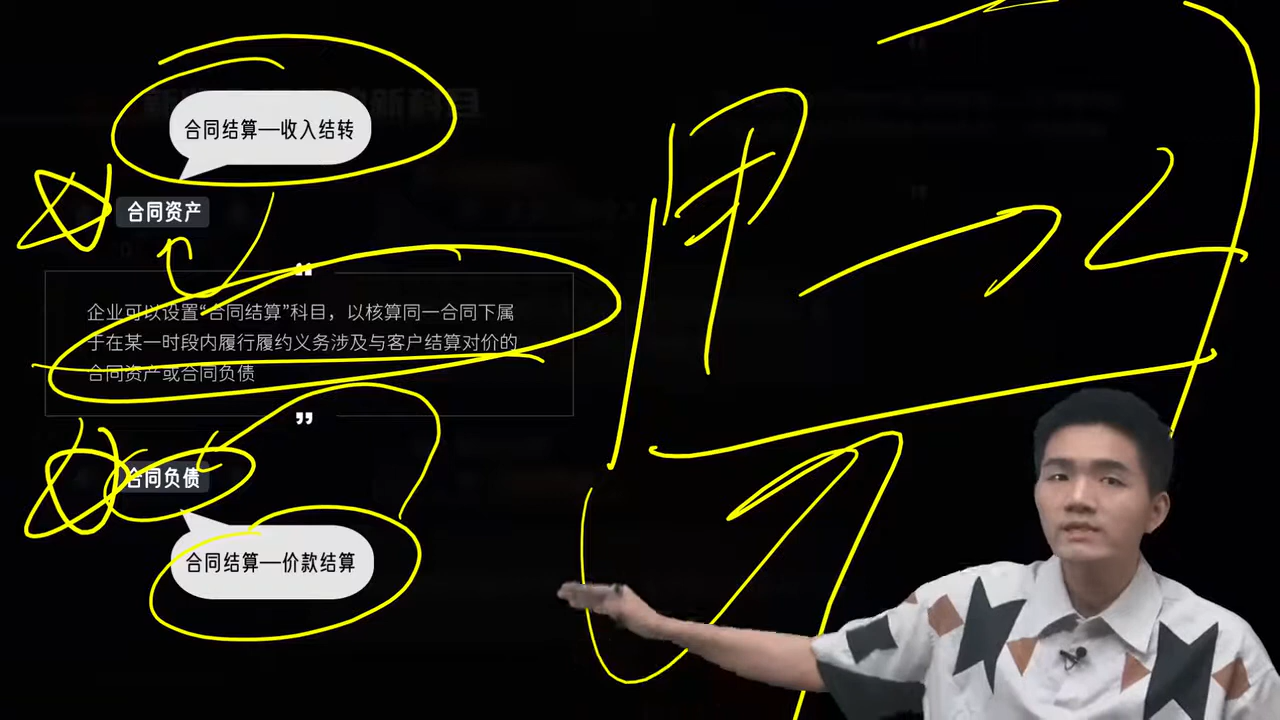 合同结算—收入结转
合同资产
企业可以设置“合同结算”科目，以核算同一合同下属
于在某一时段内履行履约义务涉及与客户结算对价的
合同资产或合同负债
合同负债
合同结算—价款结算
甲
乙